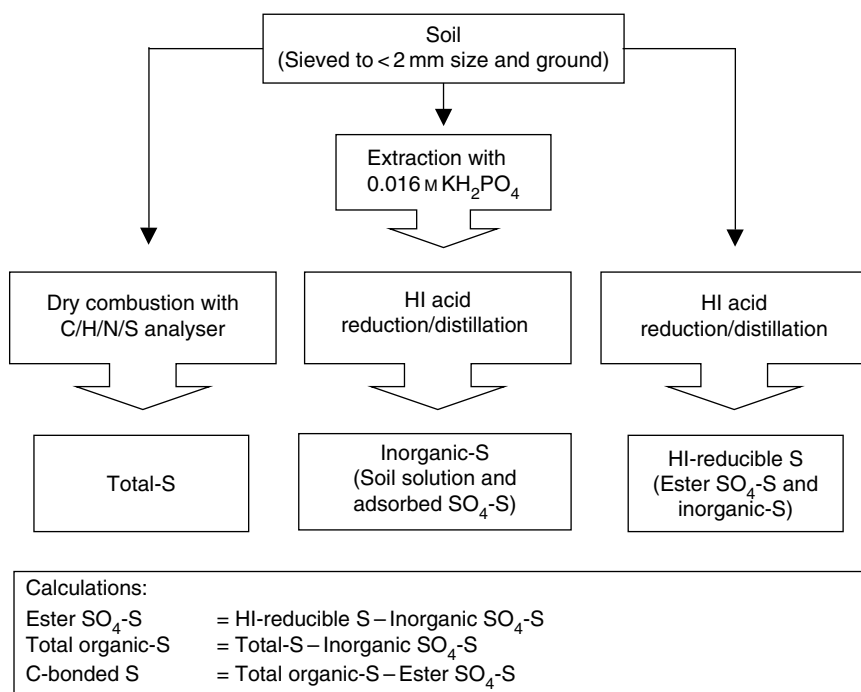 Soil
(Sieved to < 2 mm size and ground)
Extraction with
0.016 M KH₂PO₄
Dry combustion with
C/H/N/S analyser
HI acid
reduction/distillation
HI acid
reduction/distillation
Total-S
Inorganic-S
(Soil solution and
adsorbed SO₄-S)
HI-reducible S
(Ester SO₄-S and
inorganic-S)
Calculations:
Ester SO₄-S = HI-reducible S – Inorganic SO₄-S
Total organic-S = Total-S – Inorganic SO₄-S
C-bonded S = Total organic-S – Ester SO₄-S